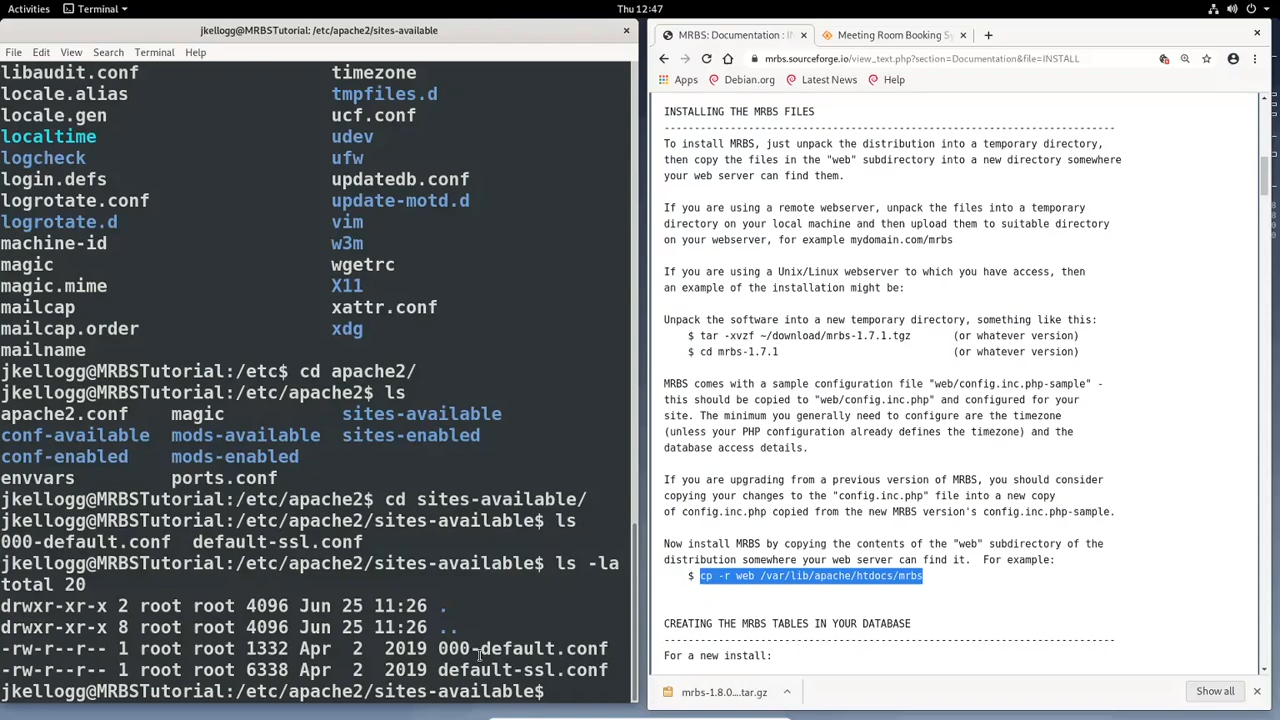 Activities Terminal Thu 12:47
jkellogg@MRBSTutorial: /etc/apache2/sites-available
File Edit View Search Terminal Help
libaudit.conf timezone
locale.alias tmpfiles.d
locale.gen ucf.conf
localtime udev
logcheck ufw
login.defs updatedb.conf
logrotate.conf update-motd.d
logrotate.d vim
machine-id w3m
magic wgetrc
magic.mime X11
mailcap xattr.conf
mailcap.order xdg
mailname
jkellogg@MRBSTutorial:/etc$ cd apache2/
jkellogg@MRBSTutorial:/etc/apache2$ ls
apache2.conf magic sites-available
conf-available mods-available sites-enabled
conf-enabled mods-enabled
envvars ports.conf
jkellogg@MRBSTutorial:/etc/apache2$ cd sites-available/
jkellogg@MRBSTutorial:/etc/apache2/sites-available$ ls
000-default.conf default-ssl.conf
jkellogg@MRBSTutorial:/etc/apache2/sites-available$ ls -la
total 20
drwxr-xr-x 2 root root 4096 Jun 25 11:26 .
drwxr-xr-x 8 root root 4096 Jun 25 11:26 ..
-rw-r--r-- 1 root root 1332 Apr 2 2019 000-default.conf
-rw-r--r-- 1 root root 6338 Apr 2 2019 default-ssl.conf
jkellogg@MRBSTutorial:/etc/apache2/sites-available$
MRBS: Documentation : IN Meeting Room Booking Sy
mrbs.sourceforge.io/view_text.php?section=Documentation&file=INSTALL
Apps Debian.org Latest News Help
INSTALLING THE MRBS FILES
---------------------------------------------------------------------------
To install MRBS, just unpack the distribution into a temporary directory,
then copy the files in the "web" subdirectory into a new directory somewhere
your web server can find them.
If you are using a remote webserver, unpack the files into a temporary
directory on your local machine and then upload them to suitable directory
on your webserver, for example mydomain.com/mrbs
If you are using a Unix/Linux webserver to which you have access, then
an example of the installation might be:
Unpack the software into a new temporary directory, something like this:
$ tar -xvzf ~/download/mrbs-1.7.1.tgz (or whatever version)
$ cd mrbs-1.7.1 (or whatever version)
MRBS comes with a sample configuration file "web/config.inc.php-sample" -
this should be copied to "web/config.inc.php" and configured for your
site. The minimum you generally need to configure are the timezone
(unless your PHP configuration already defines the timezone) and the
database access details.
If you are upgrading from a previous version of MRBS, you should consider
copying your changes to the "config.inc.php" file into a new copy
of config.inc.php copied from the new MRBS version's config.inc.php-sample.
Now install MRBS by copying the contents of the "web" subdirectory of the
distribution somewhere your web server can find it. For example:
$ cp -r web /var/lib/apache/htdocs/mrbs
CREATING THE MRBS TABLES IN YOUR DATABASE
---------------------------------------------------------------------------
For a new install:
mrbs-1.8.0....tar.gz Show all